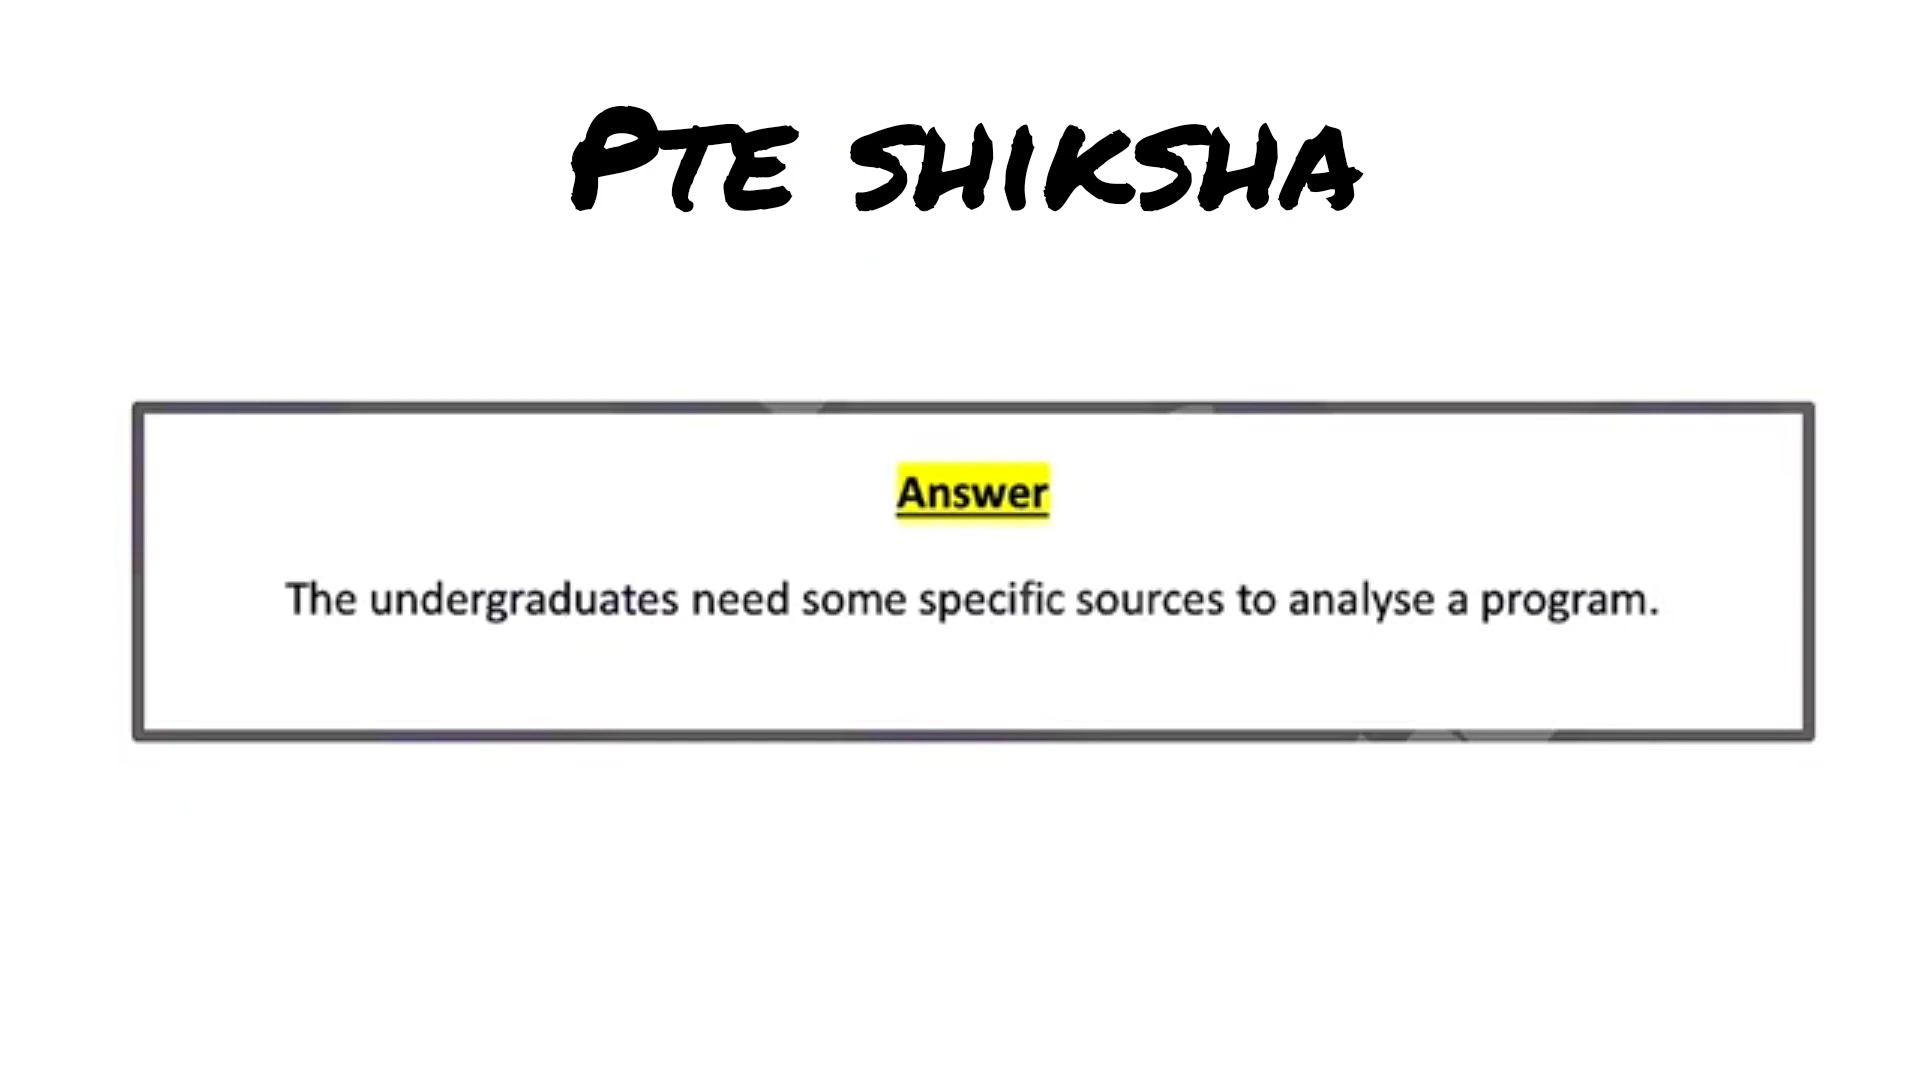 Pte shiksha
Answer
The undergraduates need some specific sources to analyse a program.